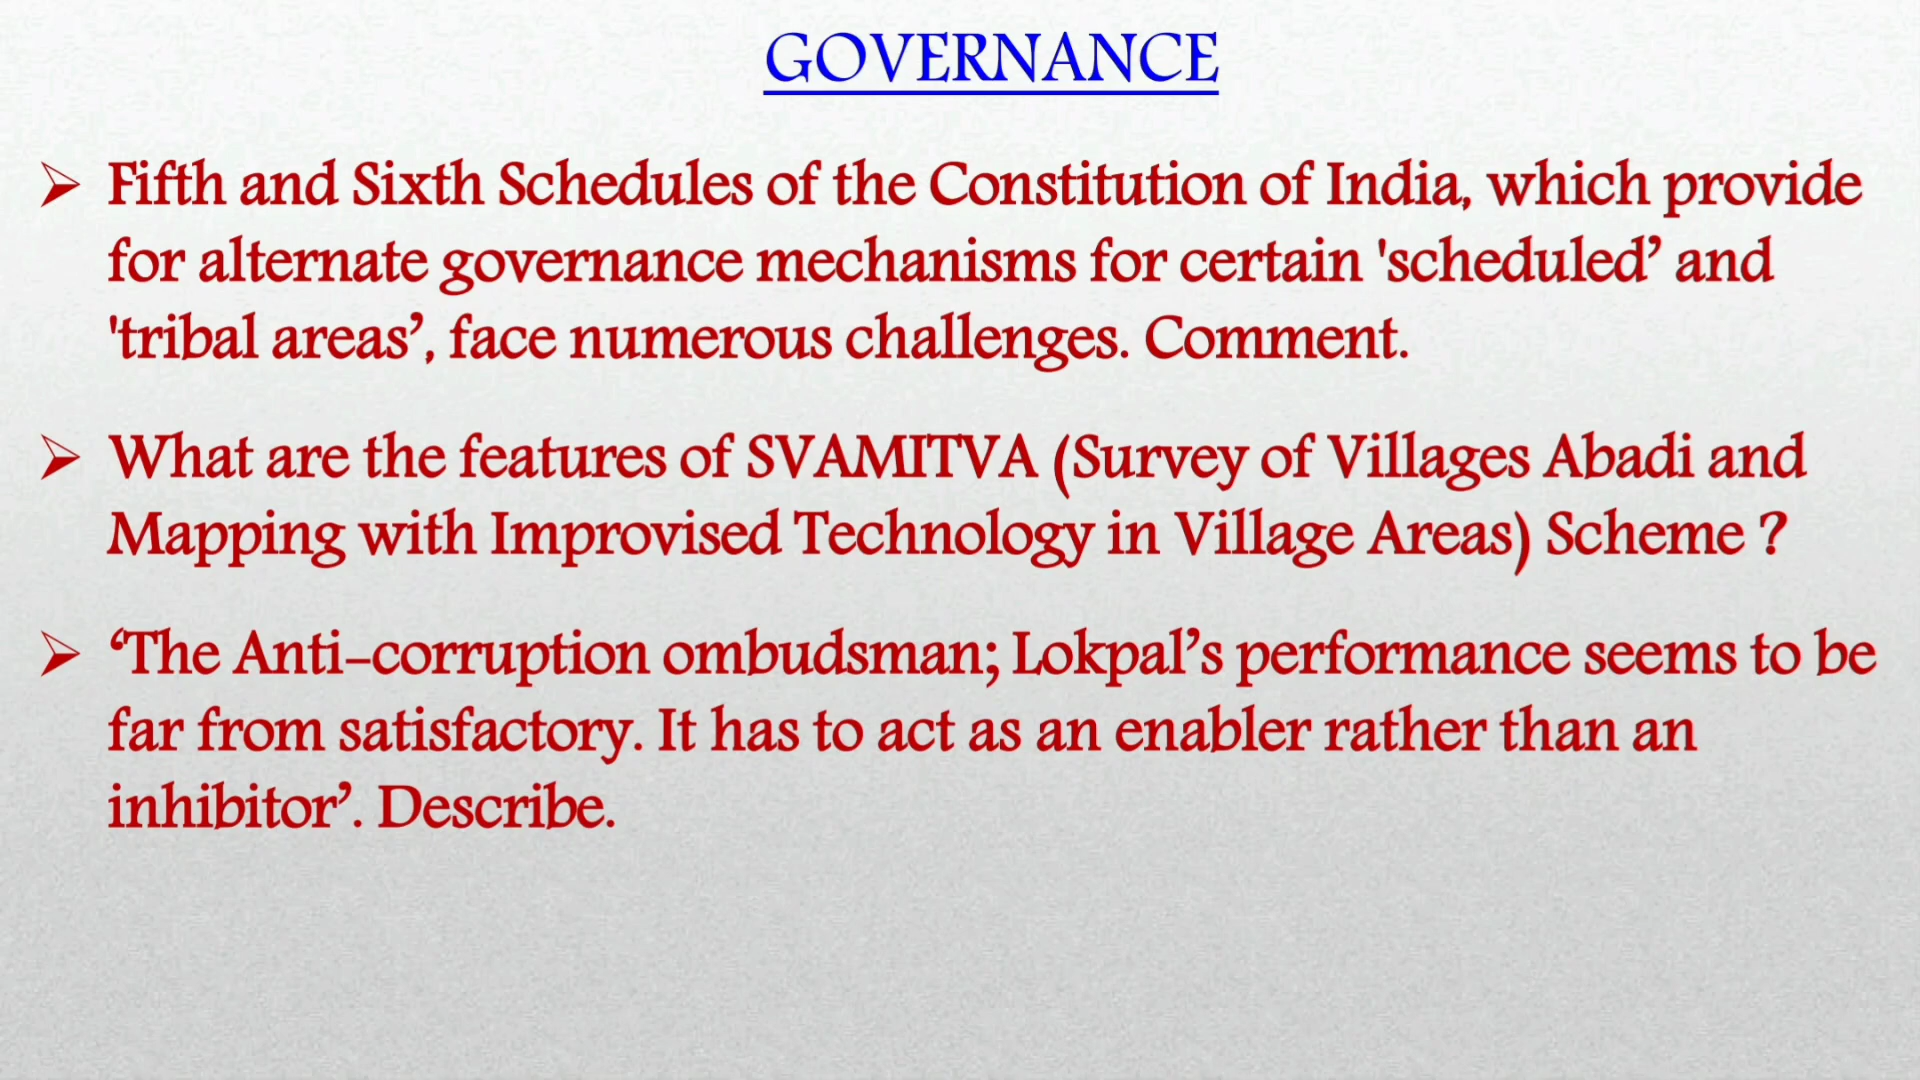 GOVERNANCE
Fifth and Sixth Schedules of the Constitution of India, which provide
for alternate governance mechanisms for certain 'scheduled’ and
'tribal areas’, face numerous challenges. Comment.
What are the features of SVAMITVA (Survey of Villages Abadi and
Mapping with Improvised Technology in Village Areas) Scheme ?
‘The Anti-corruption ombudsman; Lokpal’s performance seems to be
far from satisfactory. It has to act as an enabler rather than an
inhibitor’. Describe.